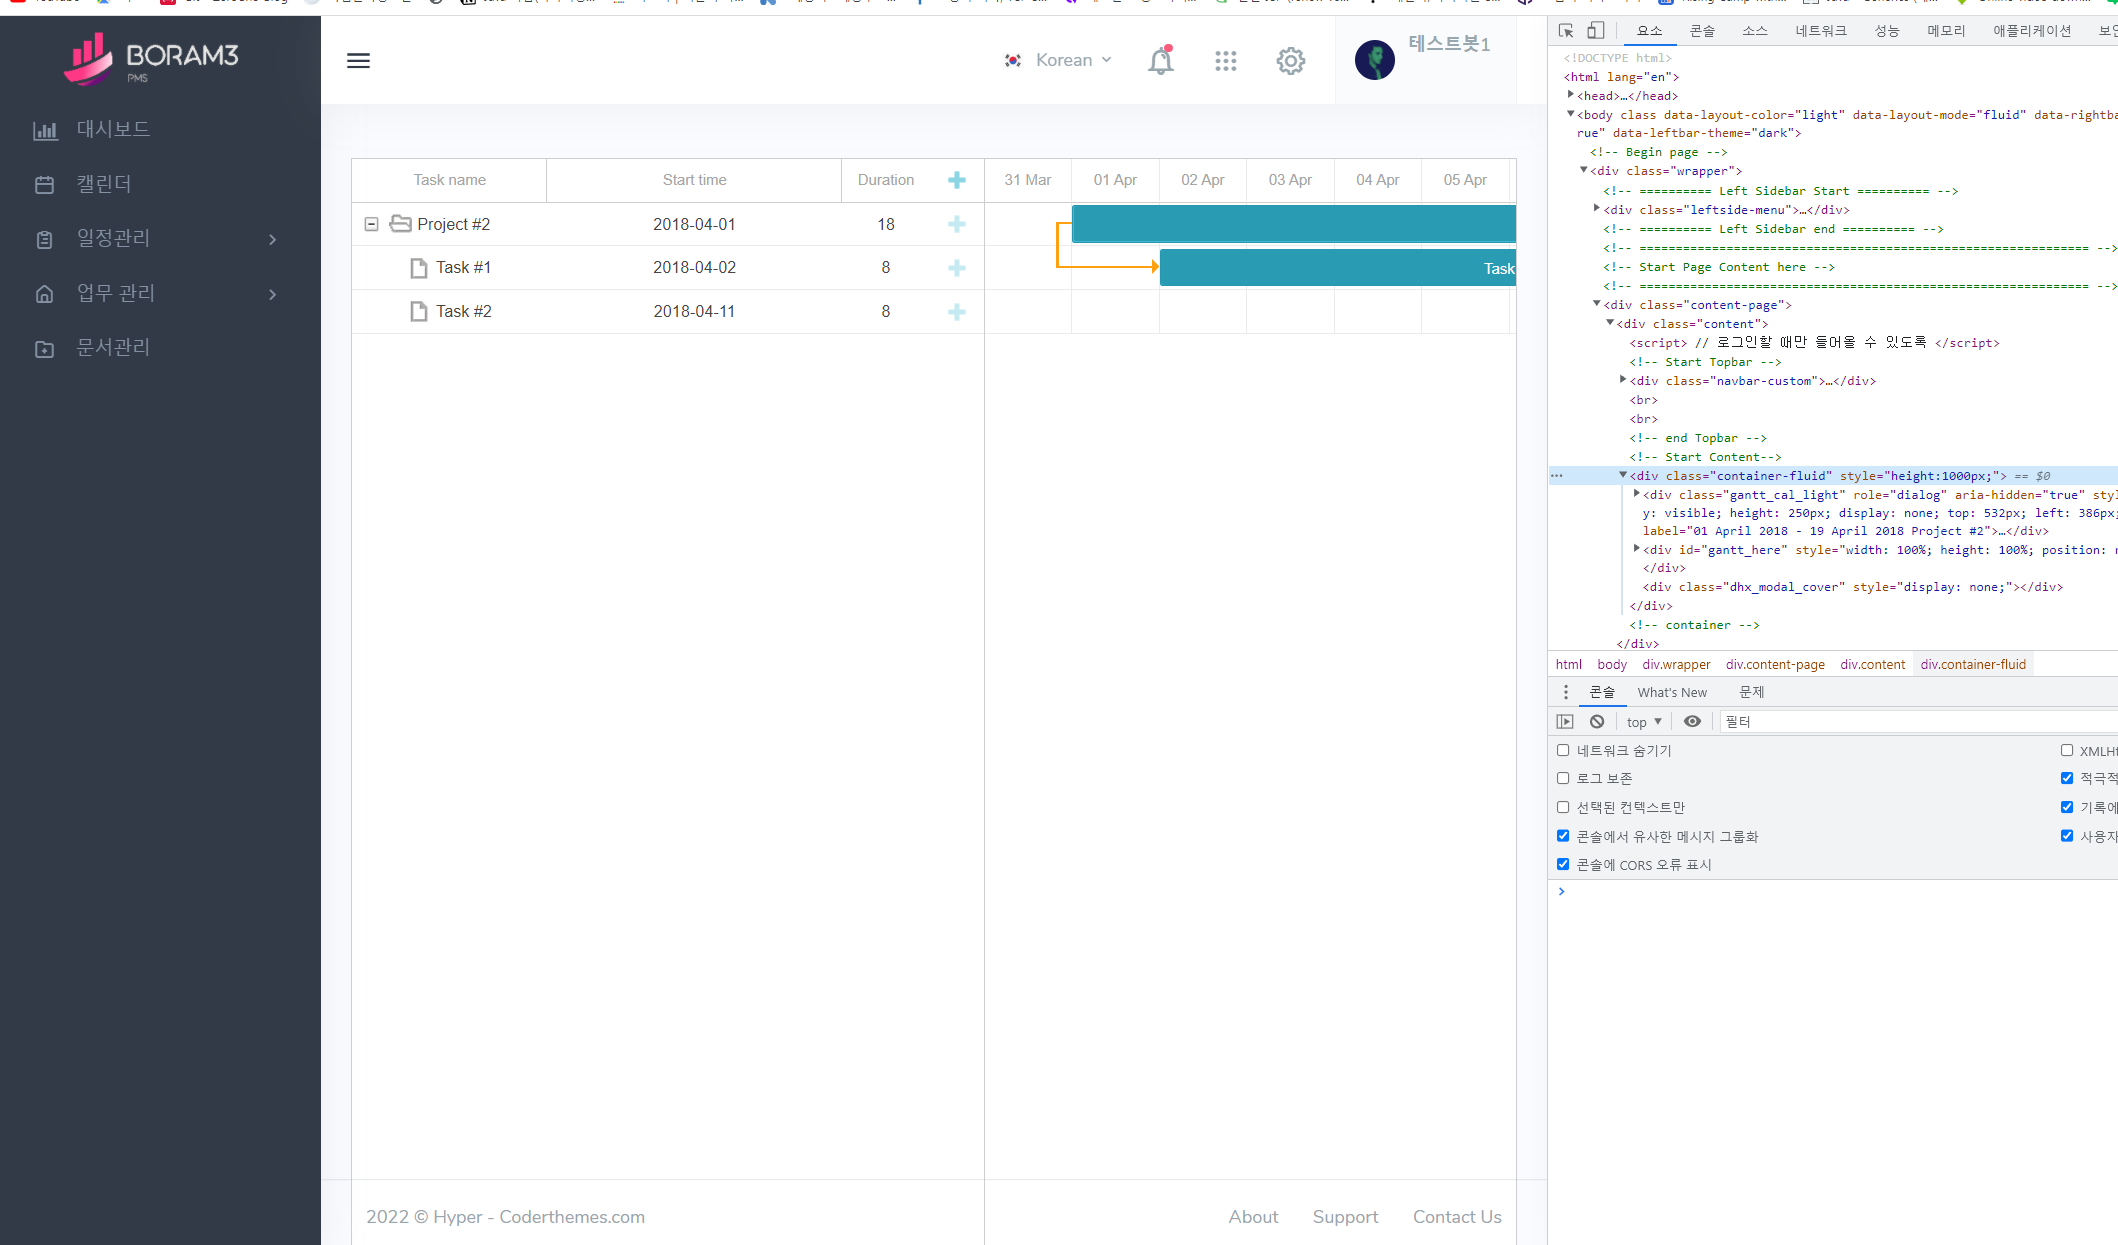 BORAM3
PMS
Korean
테스트봇1
대시보드
캘린더
일정관리
업무 관리
문서관리
Task name Start time Duration 31 Mar 01 Apr 02 Apr 03 Apr 04 Apr 05 Apr
Project #2 2018-04-01 18
Task #1 2018-04-02 8 Task
Task #2 2018-04-11 8
2022 © Hyper - Coderthemes.com About Support Contact Us
요소 콘솔 소스 네트워크 성능 메모리 애플리케이션
<!DOCTYPE html>
<html lang="en">
<head>…</head>
<body class data-layout-color="light" data-layout-mode="fluid" data-rightba
rue" data-leftbar-theme="dark">
<!-- Begin page -->
<div class="wrapper">
<!-- ========== Left Sidebar Start ========== -->
<div class="leftside-menu">…</div>
<!-- ========== Left Sidebar end ========== -->
<!-- ========================================================= -->
<!-- Start Page Content here -->
<!-- ========================================================= -->
<div class="content-page">
<div class="content">
<script> // 로그인할 때만 들어올 수 있도록 </script>
<!-- Start Topbar -->
<div class="navbar-custom">…</div>
<br>
<br>
<!-- end Topbar -->
<!-- Start Content-->
<div class="container-fluid" style="height:1000px;"> == $0
<div class="gantt_cal_light" role="dialog" aria-hidden="true" styl
y: visible; height: 250px; display: none; top: 532px; left: 386px;
label="01 April 2018 - 19 April 2018 Project #2">…</div>
<div id="gantt_here" style="width: 100%; height: 100%; position: r
</div>
<div class="dhx_modal_cover" style="display: none;"></div>
</div>
<!-- container -->
</div>
html body div.wrapper div.content-page div.content div.container-fluid
콘솔 What's New 문제
top 필터
네트워크 숨기기 XMLHt
로그 보존 적극적
선택된 컨텍스트만 기록에
콘솔에서 유사한 메시지 그룹화 사용자
콘솔에 CORS 오류 표시